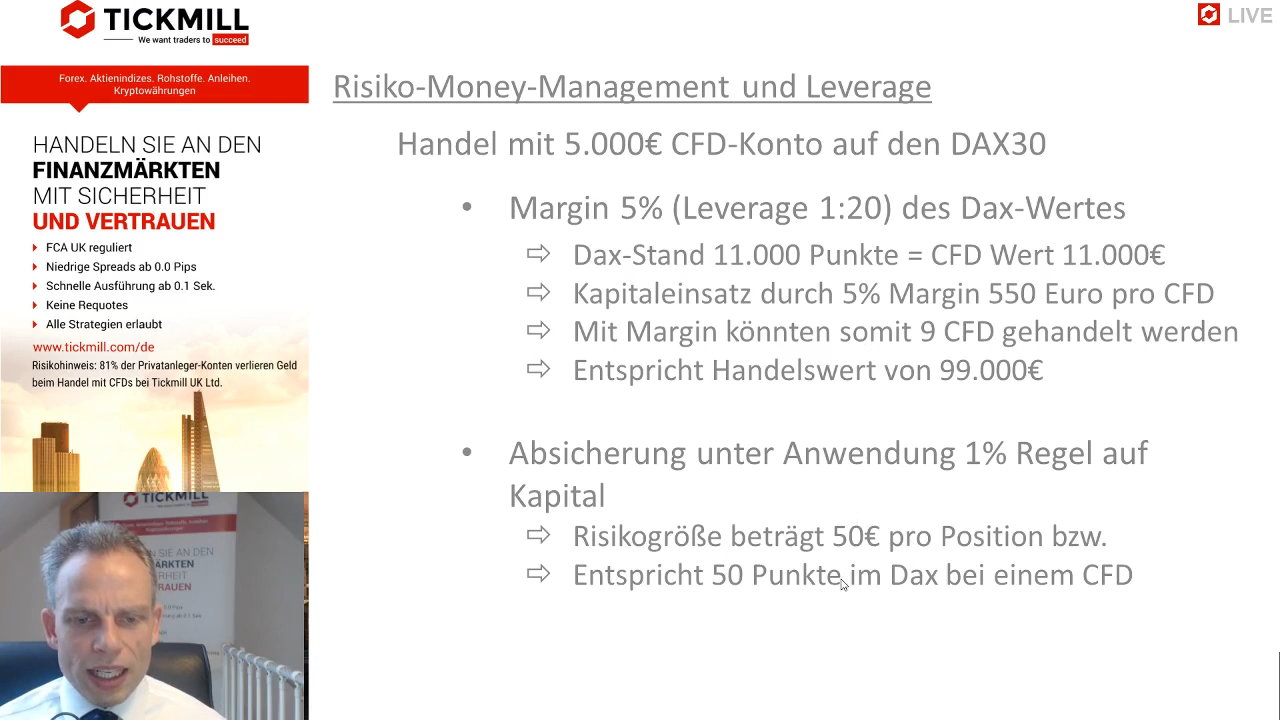 TICKMILL
We want traders to succeed
LIVE
Forex. Aktienindizes. Rohstoffe. Anleihen.
Kryptowährungen
HANDELN SIE AN DEN
FINANZMÄRKTEN
MIT SICHERHEIT
UND VERTRAUEN
FCA UK reguliert
Niedrige Spreads ab 0.0 Pips
Schnelle Ausführung ab 0.1 Sek.
Keine Requotes
Alle Strategien erlaubt
www.tickmill.com/de
Risikohinweis: 81% der Privatanleger-Konten verlieren Geld
beim Handel mit CFDs bei Tickmill UK Ltd.
Risiko-Money-Management und Leverage
Handel mit 5.000€ CFD-Konto auf den DAX30
• Margin 5% (Leverage 1:20) des Dax-Wertes
⇨ Dax-Stand 11.000 Punkte = CFD Wert 11.000€
⇨ Kapitaleinsatz durch 5% Margin 550 Euro pro CFD
⇨ Mit Margin könnten somit 9 CFD gehandelt werden
⇨ Entspricht Handelswert von 99.000€
• Absicherung unter Anwendung 1% Regel auf
Kapital
⇨ Risikogröße beträgt 50€ pro Position bzw.
⇨ Entspricht 50 Punkte im Dax bei einem CFD
TICKMILL
SIE AN DEN
ÄRKTEN
HEIT
RAUEN